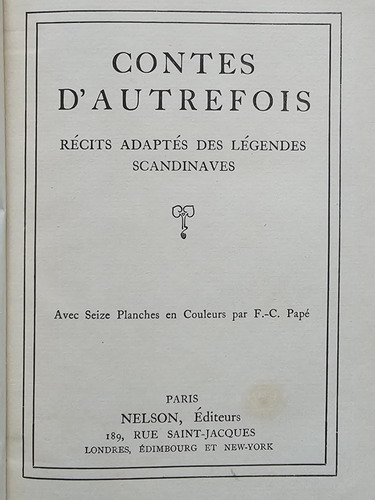 CONTES
D'AUTREFOIS
RÉCITS ADAPTÉS DES LÉGENDES
SCANDINAVES
Avec Seize Planches en Couleurs par F.-C. Papé
PARIS
NELSON, Éditeurs
189, RUE SAINT-JACQUES
LONDRES, ÉDIMBOURG ET NEW-YORK